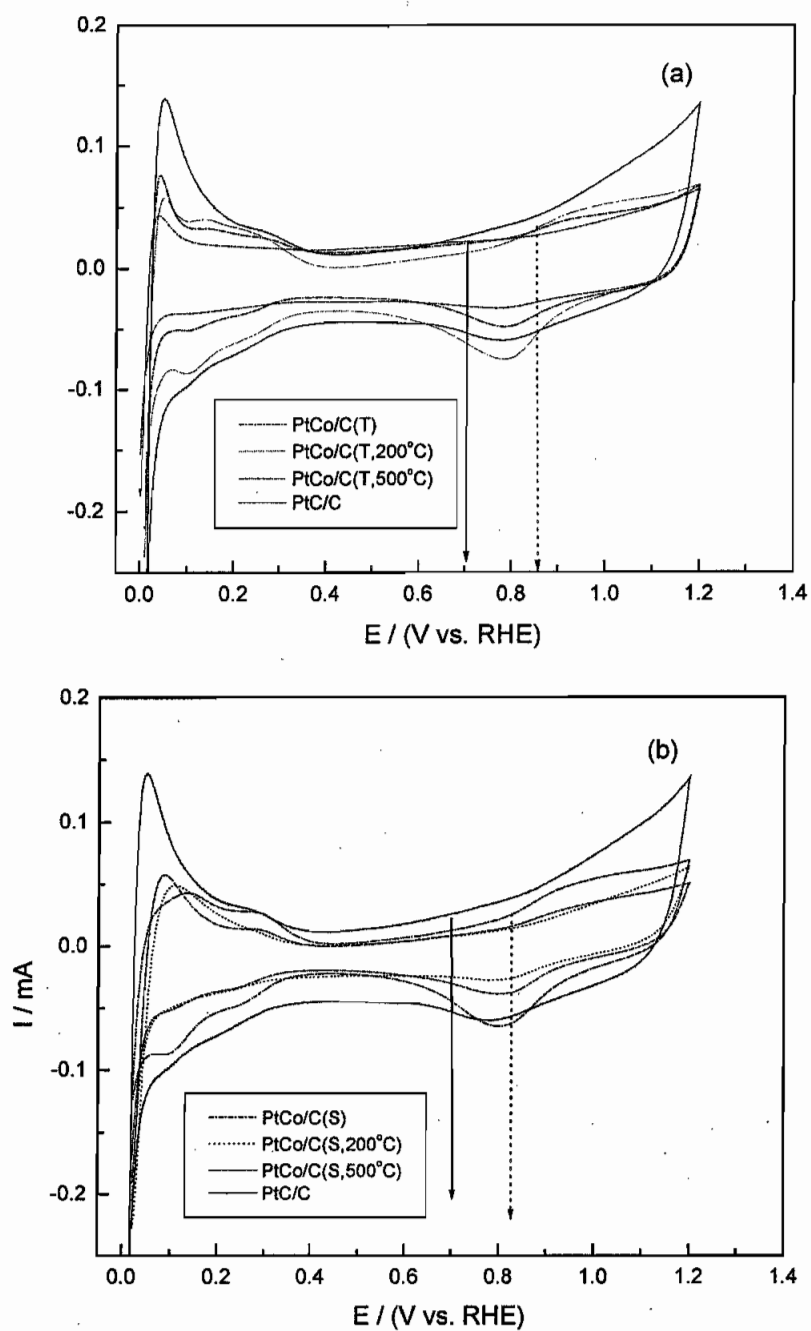 0.2
(a)
0.1
0.0
-0.1
PtCo/C(T)
PtCo/C(T,200°C)
PtCo/C(T,500°C)
PtC/C
-0.2
0.0 0.2 0.4 0.6 0.8 1.0 1.2 1.4
E / (V vs. RHE)
0.2
(b)
0.1
0.0
I / mA
-0.1
PtCo/C(S)
PtCo/C(S,200°C)
PtCo/C(S,500°C)
PtC/C
-0.2
0.0 0.2 0.4 0.6 0.8 1.0 1.2 1.4
E / (V vs. RHE)